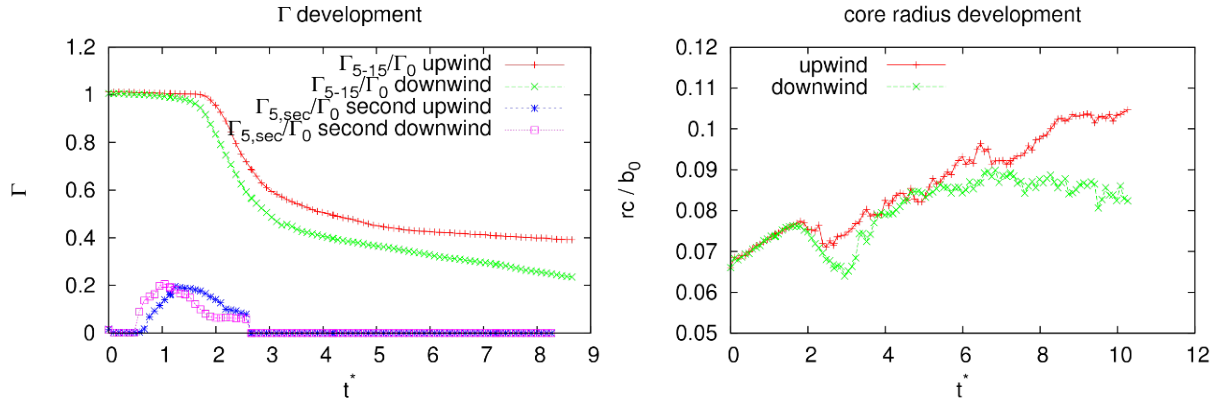 Γ development
1.2
1
0.8
0.6
0.4
0.2
0
Γ
Γ5-15/Γ0 upwind
Γ5-15/Γ0 downwind
Γ5,sec/Γ0 second upwind
Γ5,sec/Γ0 second downwind
0 1 2 3 4 5 6 7 8 9
t*
core radius development
0.12
0.11
0.1
0.09
0.08
0.07
0.06
0.05
rc / b0
upwind
downwind
0 2 4 6 8 10 12
t*